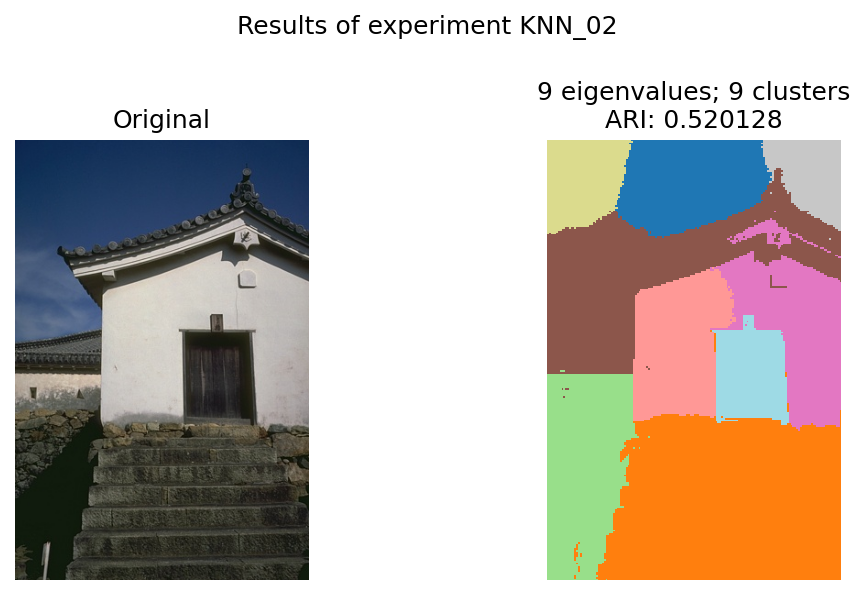 Results of experiment KNN_02
Original
9 eigenvalues; 9 clusters
ARI: 0.520128